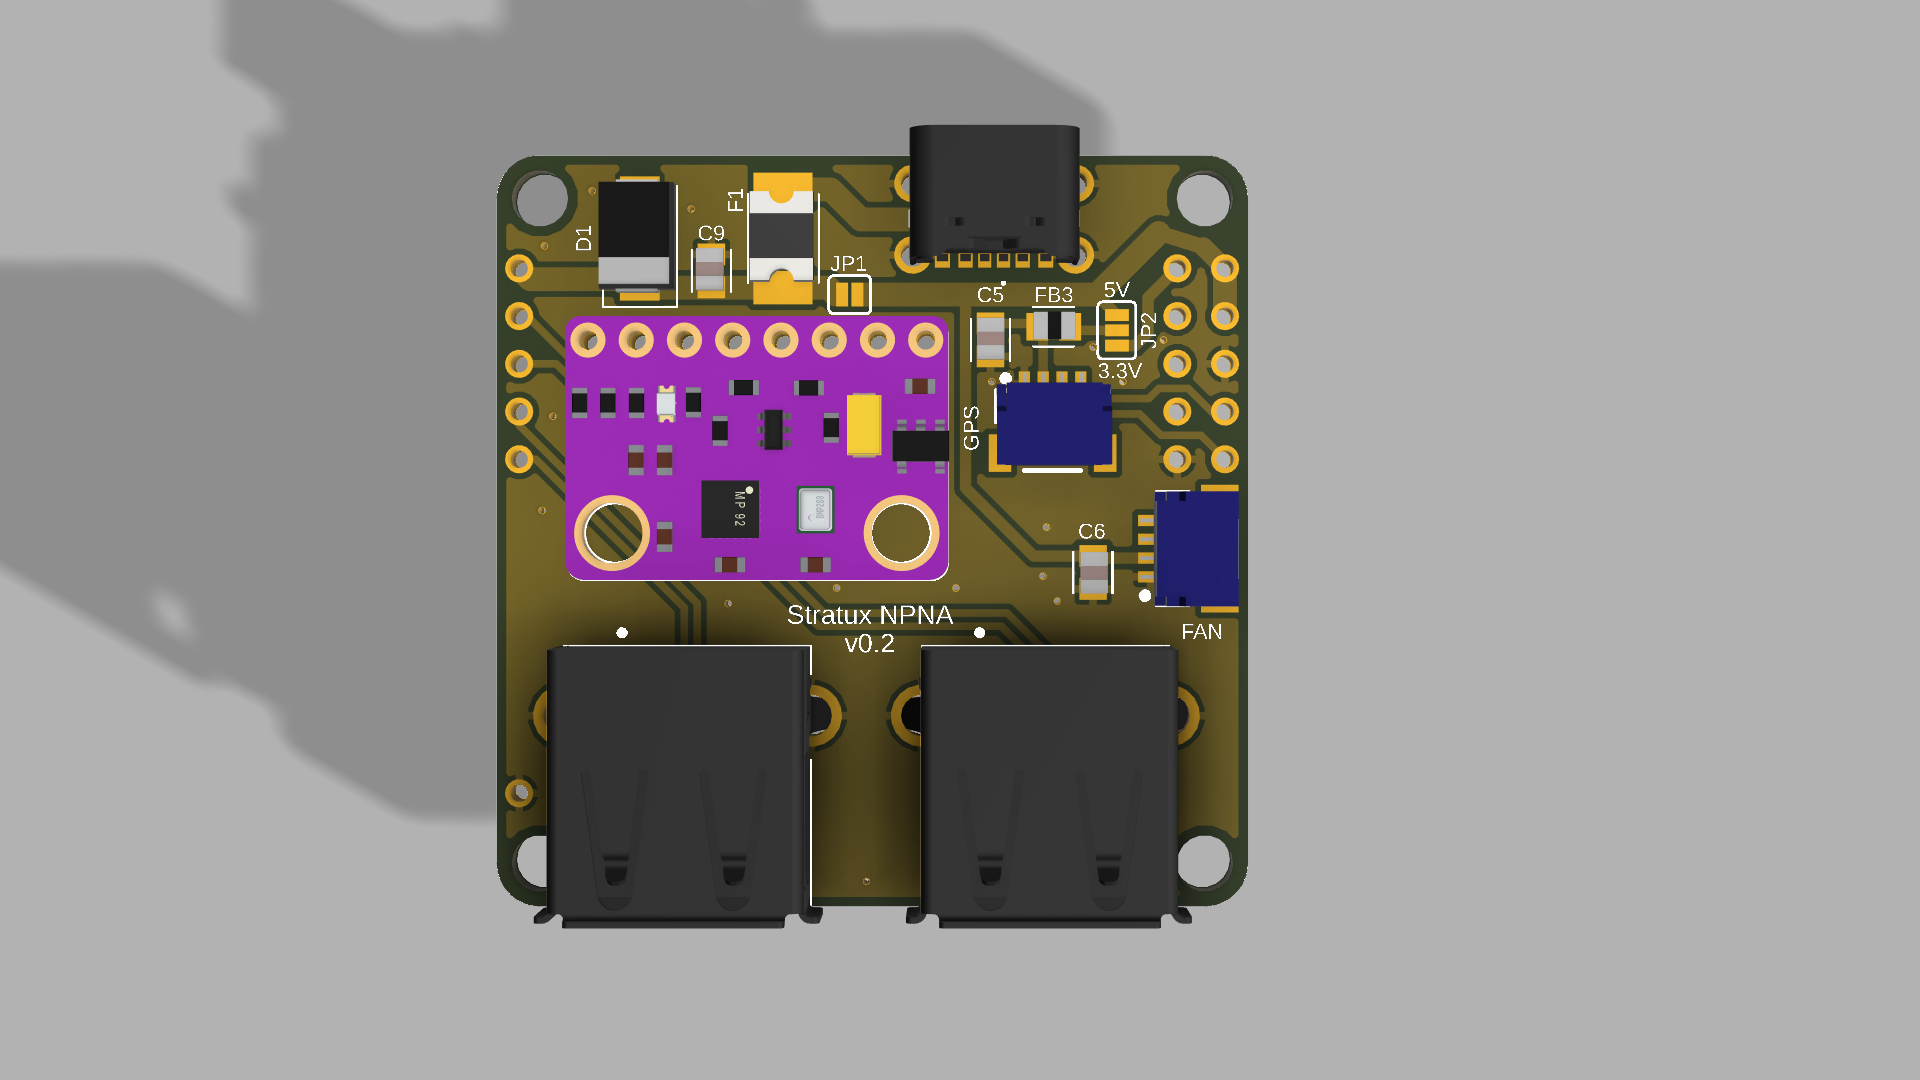 F1
D1
C9
JP1
C5
FB3
5V
JP2
3.3V
GPS
MP 92
BMP280
C6
Stratux NPNA
v0.2
FAN